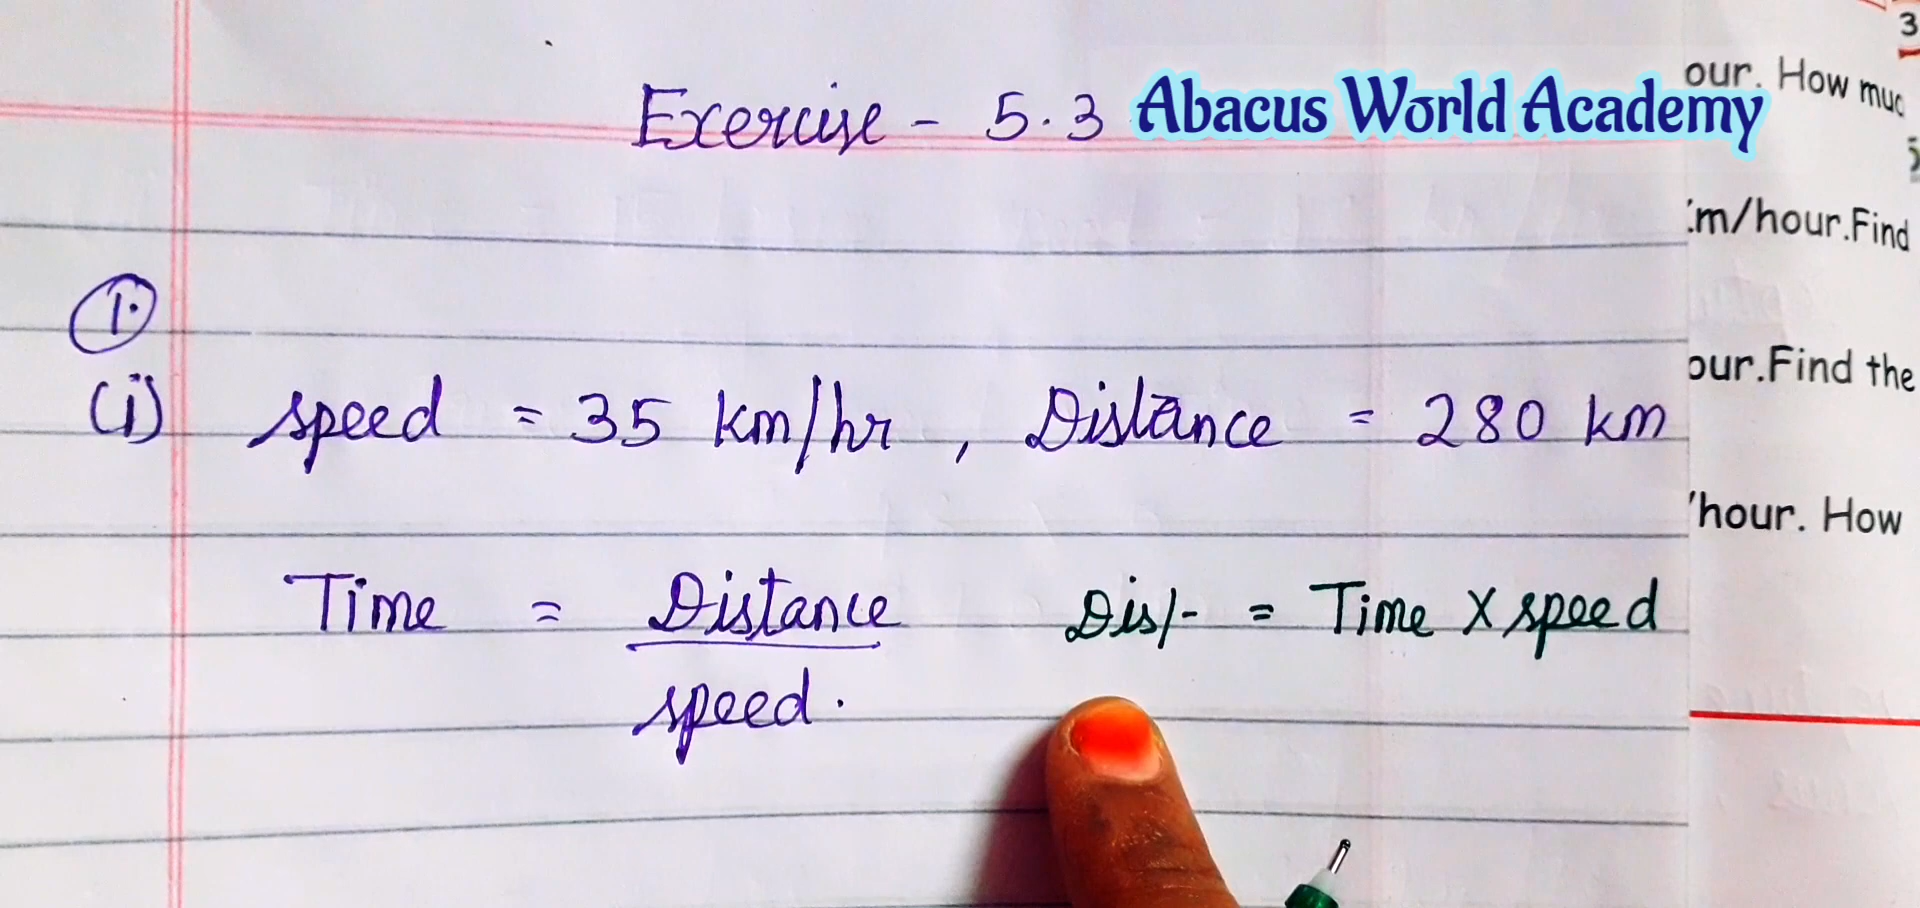 Exercise - 5.3 Abacus World Academy
1.
(i) speed = 35 km/hr , Distance = 280 km
Time = Distance
speed.
Dis/- = Time X speed
3
our. How muc
m/hour.Find
our.Find the
/hour. How